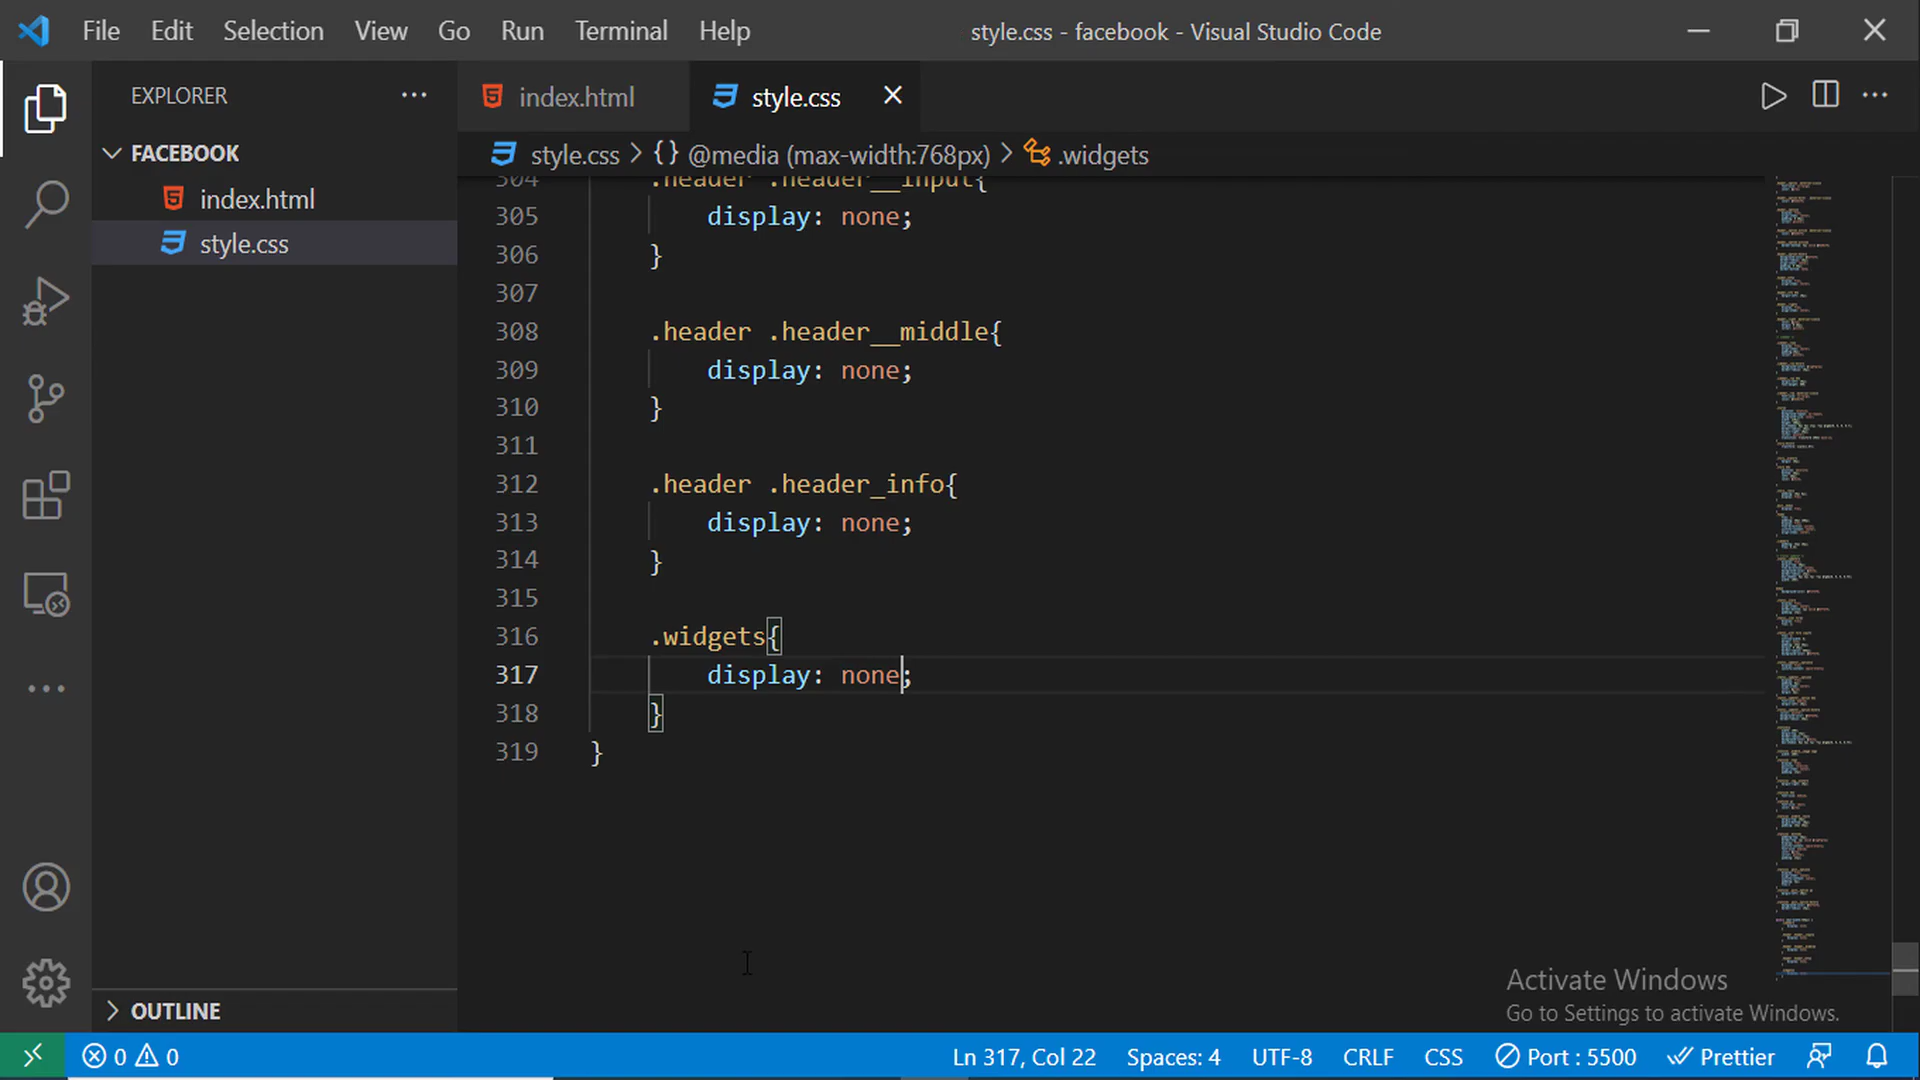 File Edit Selection View Go Run Terminal Help
style.css - facebook - Visual Studio Code
EXPLORER
FACEBOOK
index.html
style.css
OUTLINE
index.html style.css
style.css > {} @media (max-width:768px) > .widgets
304 .header .header__input{
305 display: none;
306 }
307
308 .header .header__middle{
309 display: none;
310 }
311
312 .header .header_info{
313 display: none;
314 }
315
316 .widgets{
317 display: none;
318 }
319 }
Activate Windows
Go to Settings to activate Windows.
0 0 Ln 317, Col 22 Spaces: 4 UTF-8 CRLF CSS Port : 5500 Prettier